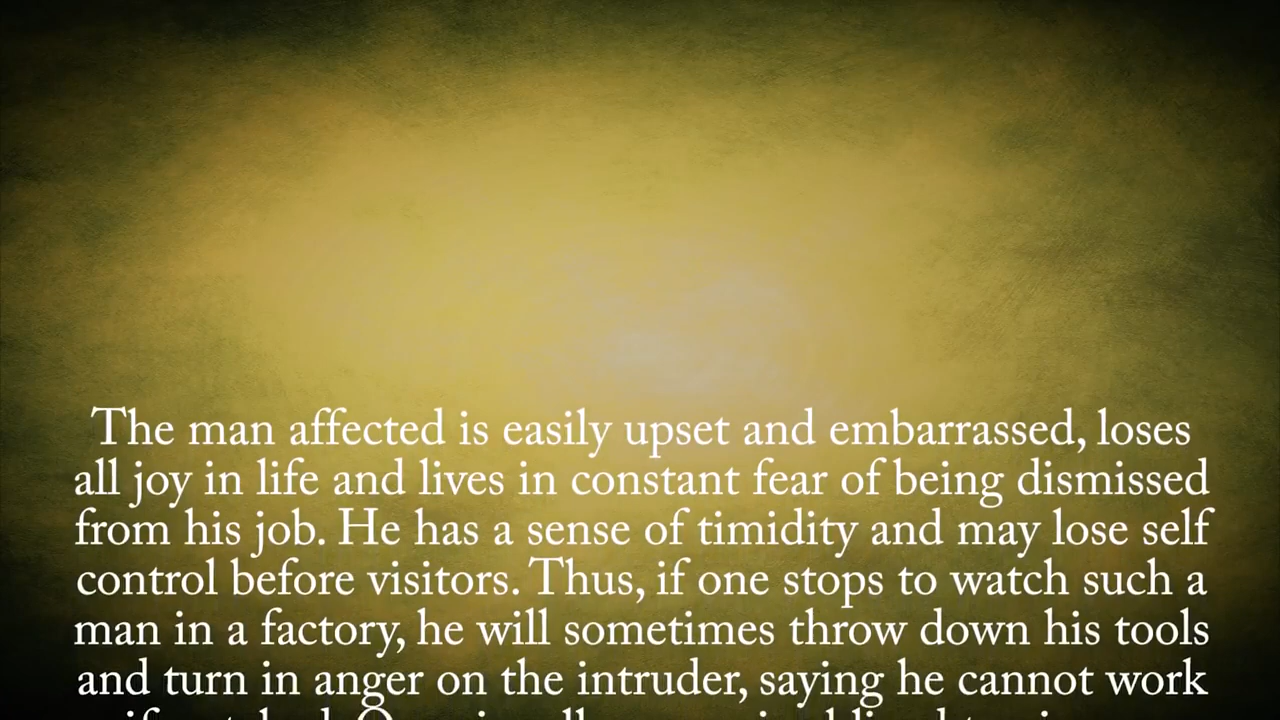 The man affected is easily upset and embarrassed, loses
all joy in life and lives in constant fear of being dismissed
from his job. He has a sense of timidity and may lose self
control before visitors. Thus, if one stops to watch such a
man in a factory, he will sometimes throw down his tools
and turn in anger on the intruder, saying he cannot work